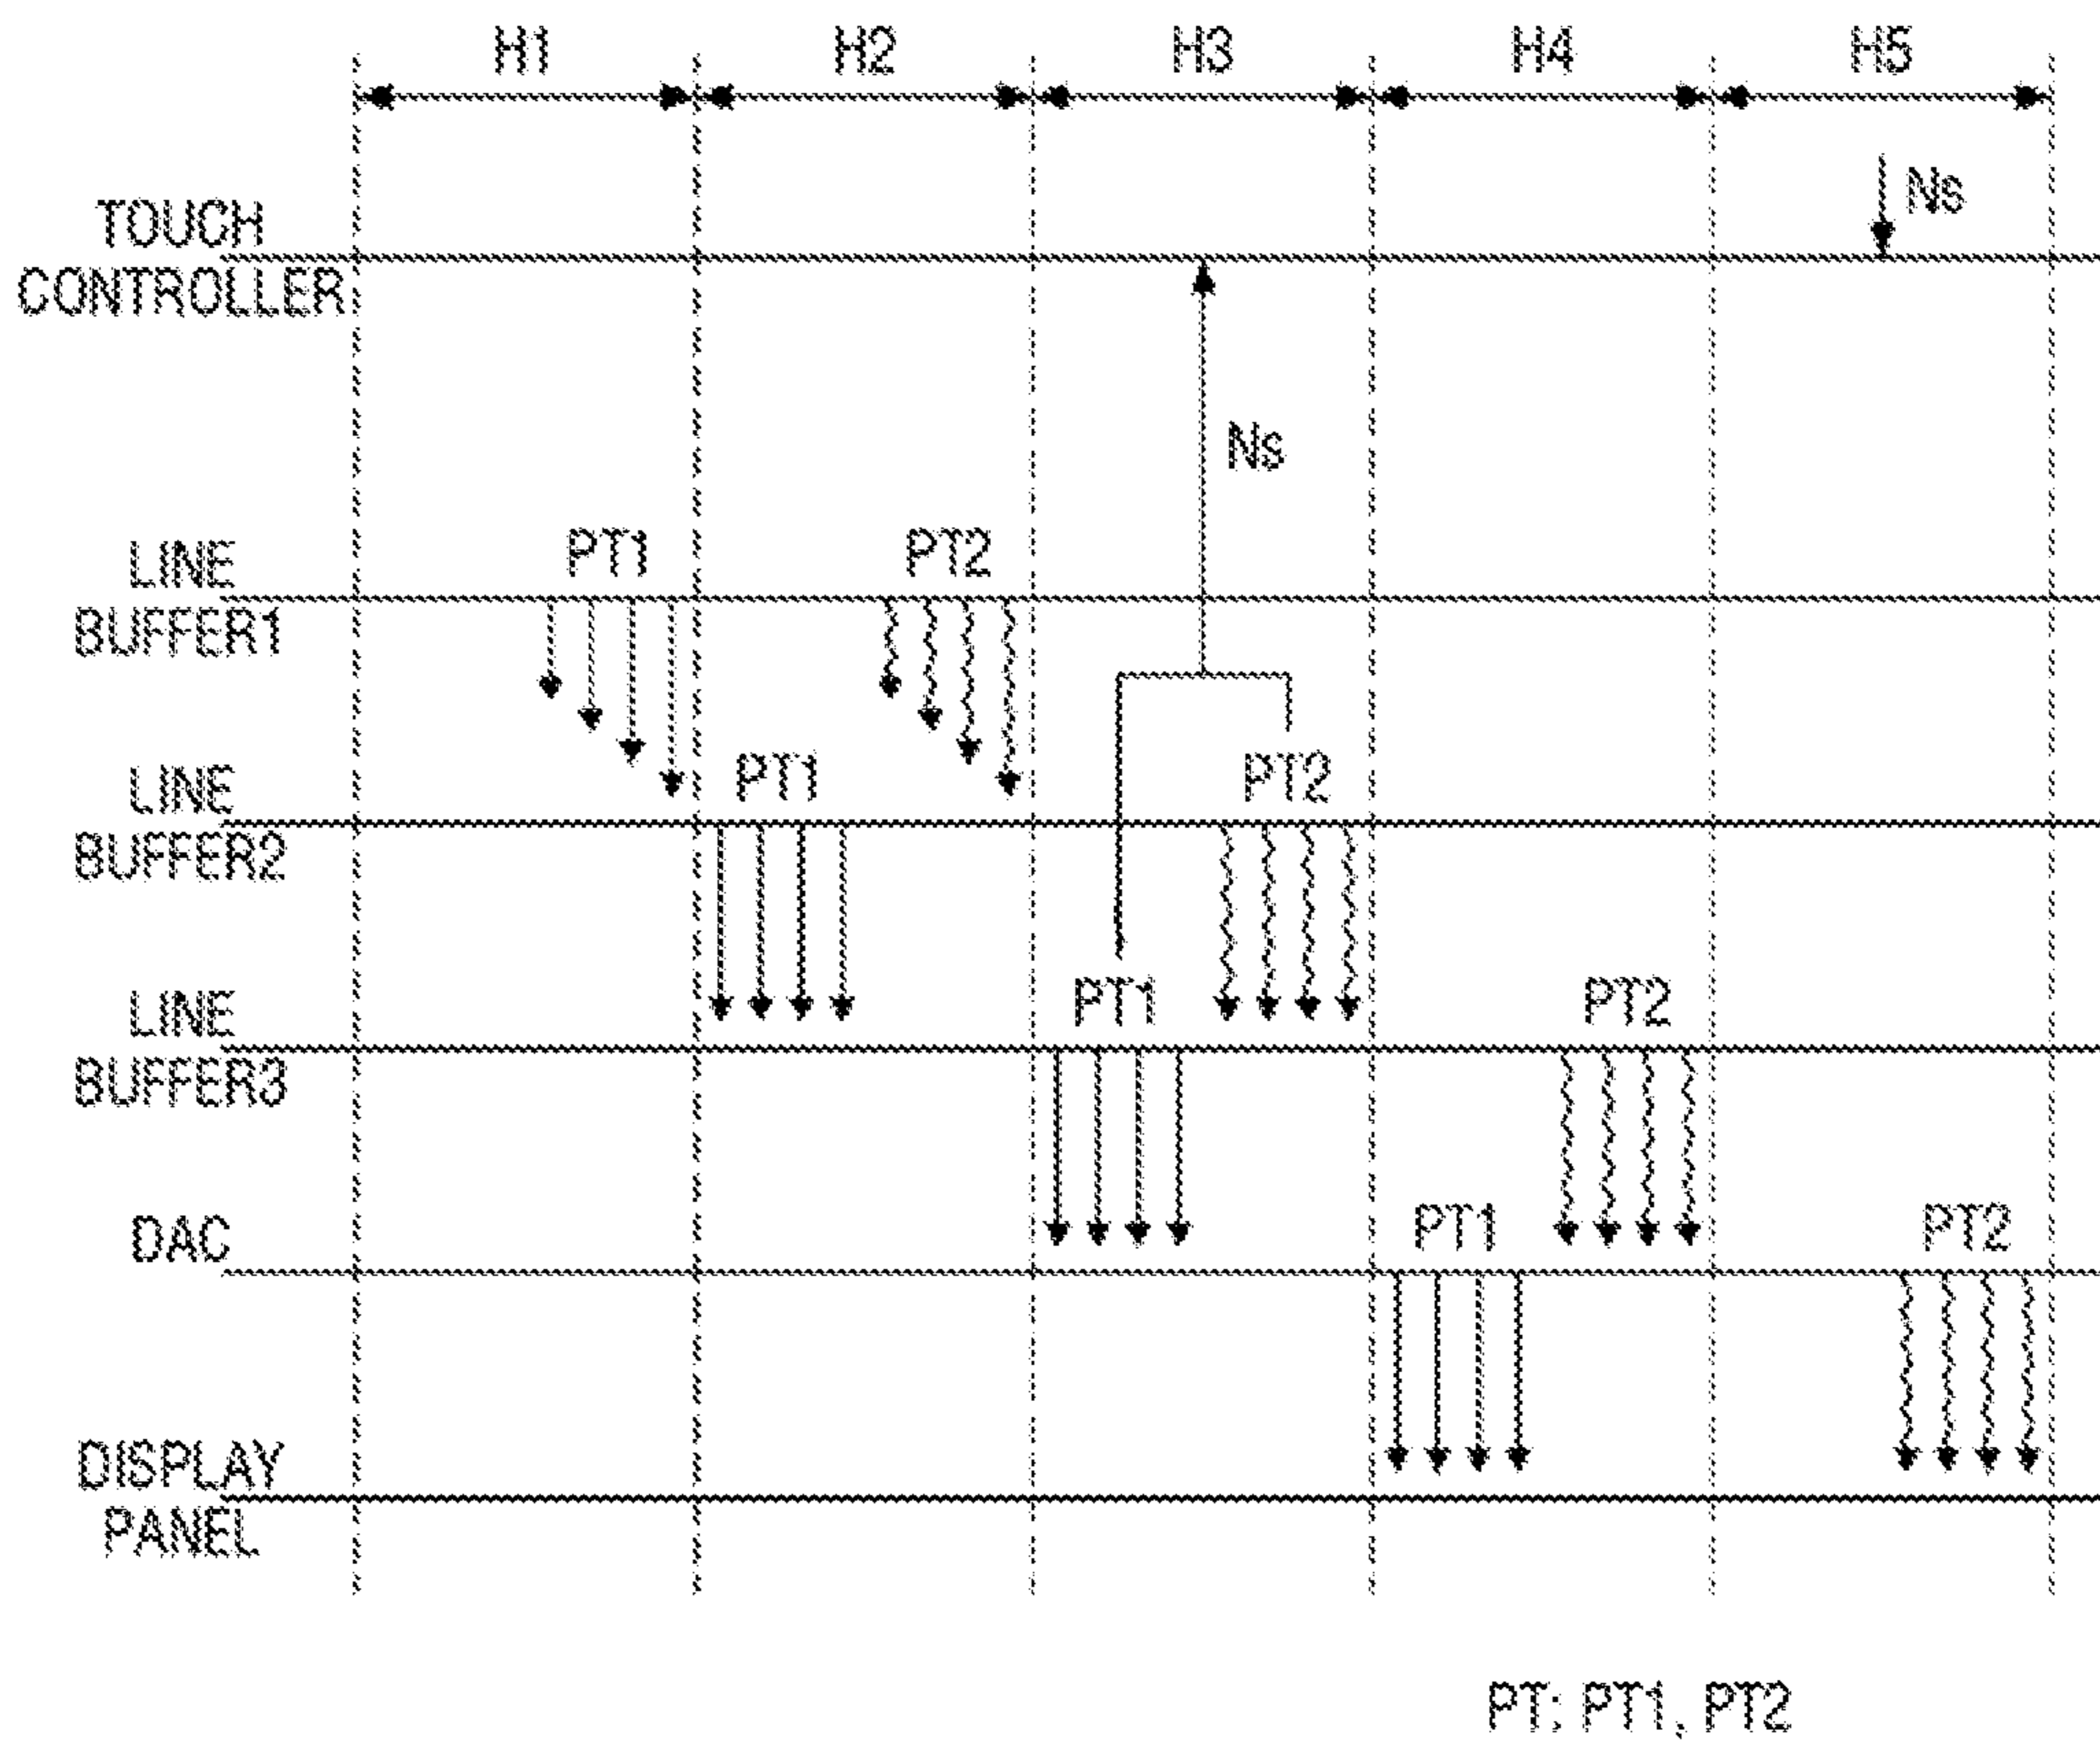 H1 H2 H3 H4 H5
Ns
TOUCH
CONTROLLER
Ns
PT1 PT2
LINE
BUFFER1
PT1 PT2
LINE
BUFFER2
PT1 PT2
LINE
BUFFER3
PT1 PT2
DAC
DISPLAY
PANEL
PT: PT1, PT2